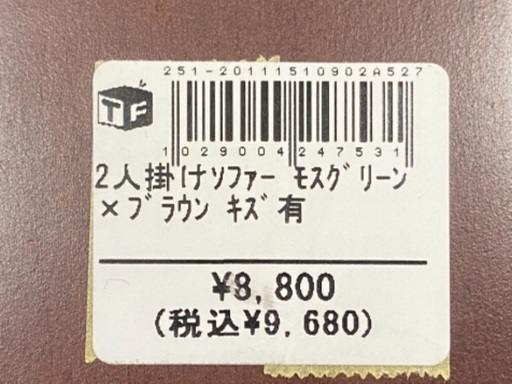 251-20111510902A527
TF
1029004247531
2人掛けソファー モスグリーン
×ブラウン キズ有
¥8,800
(税込¥9,680)